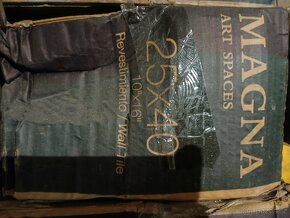 MAGNA
ART SPACES
25X40
10"x16"
Revestimento / Wall Tile